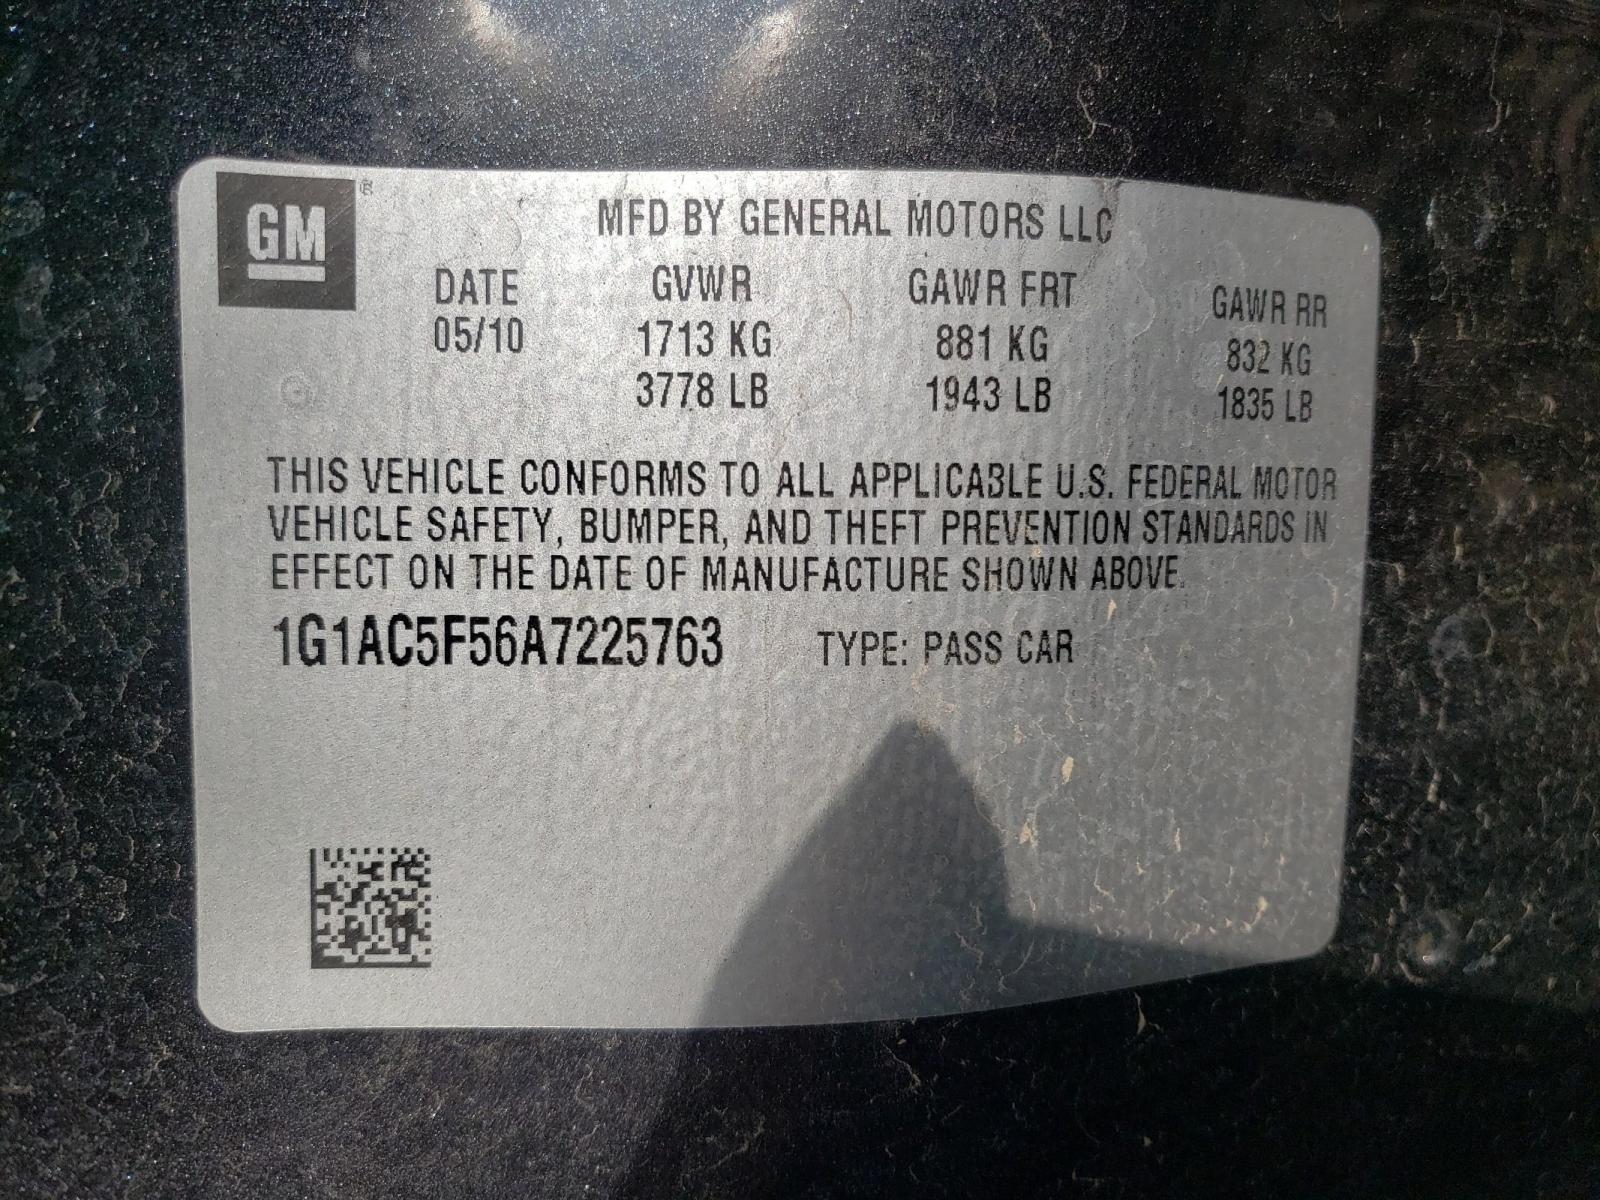 GM ®
MFD BY GENERAL MOTORS LLC
DATE GVWR GAWR FRT GAWR RR
05/10 1713 KG 881 KG 832 KG
3778 LB 1943 LB 1835 LB
THIS VEHICLE CONFORMS TO ALL APPLICABLE U.S. FEDERAL MOTOR
VEHICLE SAFETY, BUMPER, AND THEFT PREVENTION STANDARDS IN
EFFECT ON THE DATE OF MANUFACTURE SHOWN ABOVE.
1G1AC5F56A7225763 TYPE: PASS CAR